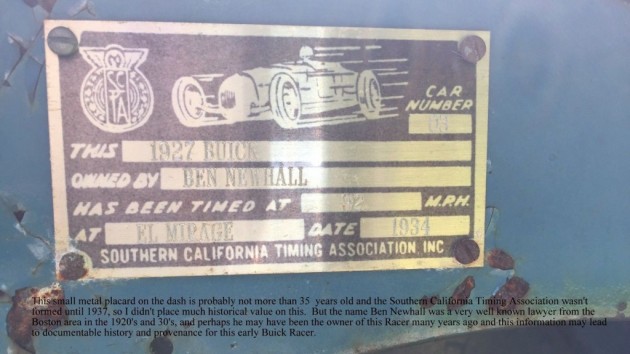 SCTA
CAR
NUMBER
THIS 1927 BUICK
OWNED BY BEN NEWHALL
HAS BEEN TIMED AT M.P.H.
AT EL MIRAGE DATE 1934
SOUTHERN CALIFORNIA TIMING ASSOCIATION, INC
This small metal placard on the dash is probably not more than 35 years old and the Southern California Timing Association wasn't
formed until 1937, so I didn't place much historical value on this. But the name Ben Newhall was a very well known lawyer from the
Boston area in the 1920's and 30's, and perhaps he may have been the owner of this Racer many years ago and this information may lead
to documentable history and provenance for this early Buick Racer.